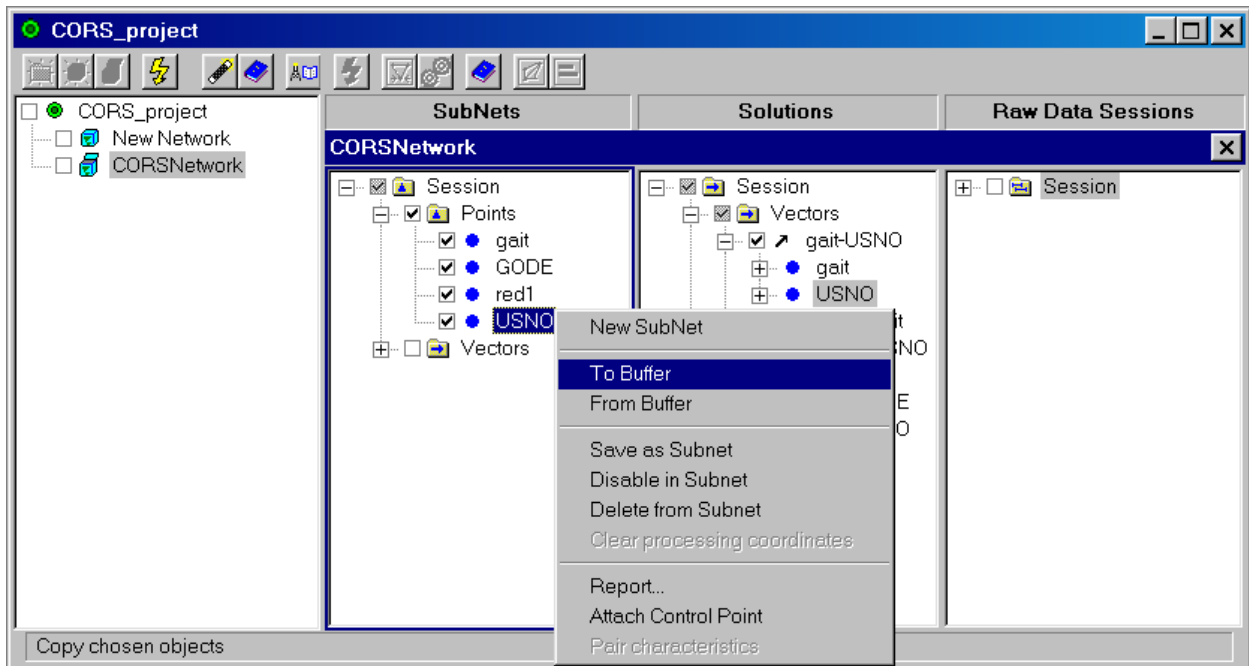 CORS_project
CORS_project
New Network
CORSNetwork
SubNets
Solutions
Raw Data Sessions
CORSNetwork
Session
Points
gait
GODE
red1
USNO
Vectors
Session
Vectors
gait-USNO
gait
USNO
it
NO
E
O
Session
New SubNet
To Buffer
From Buffer
Save as Subnet
Disable in Subnet
Delete from Subnet
Clear processing coordinates
Report...
Attach Control Point
Pair characteristics
Copy chosen objects